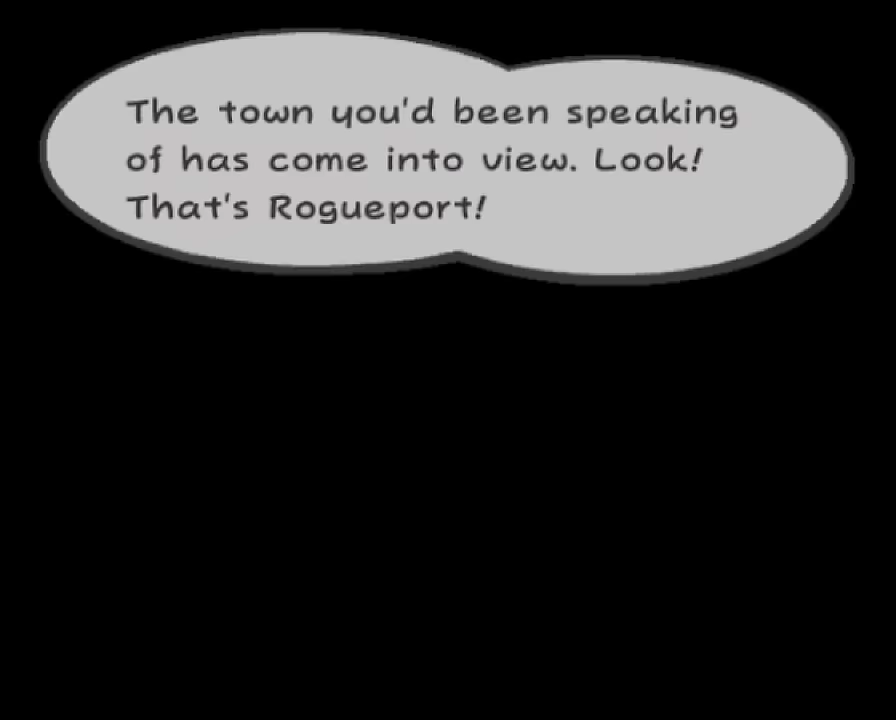 The town you'd been speaking
of has come into view. Look!
That's Rogueport!